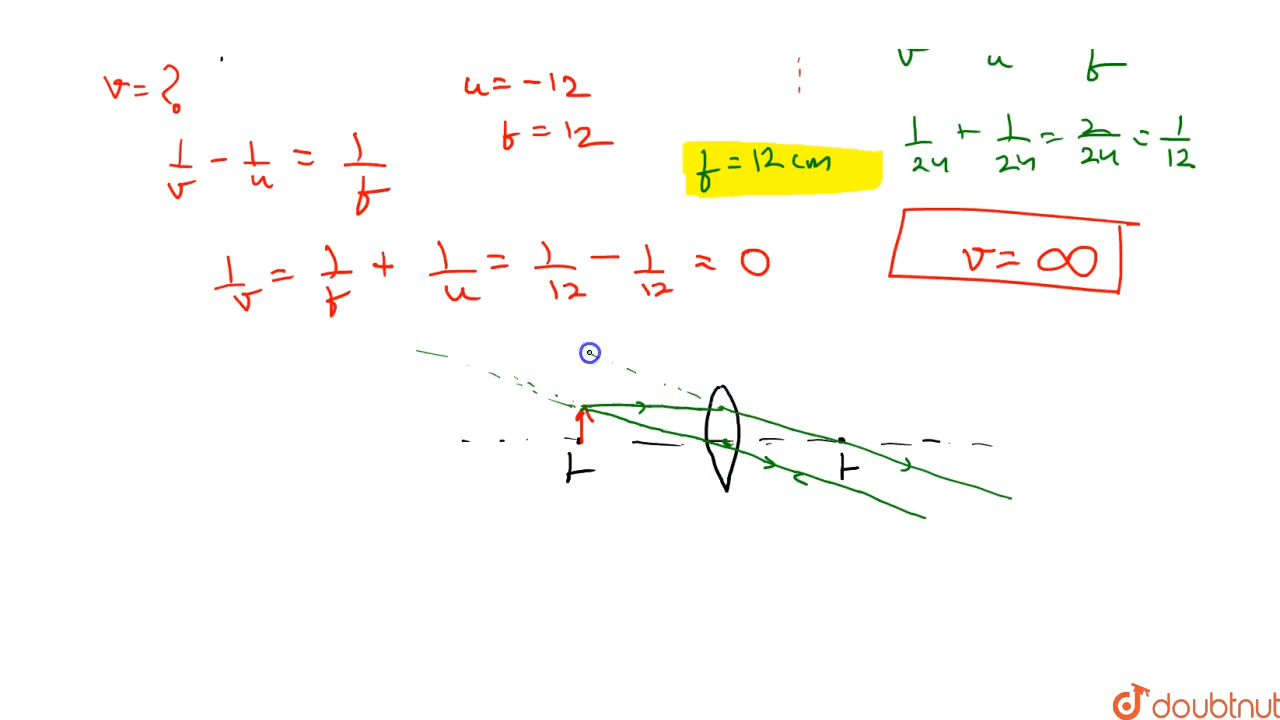 v u f
v = ? u = -12
f = 12
1/v - 1/u = 1/f
f = 12 cm
1/24 + 1/24 = 2/24 = 1/12
1/v = 1/f + 1/u = 1/12 - 1/12 = 0
v = ∞
F F
doubtnut